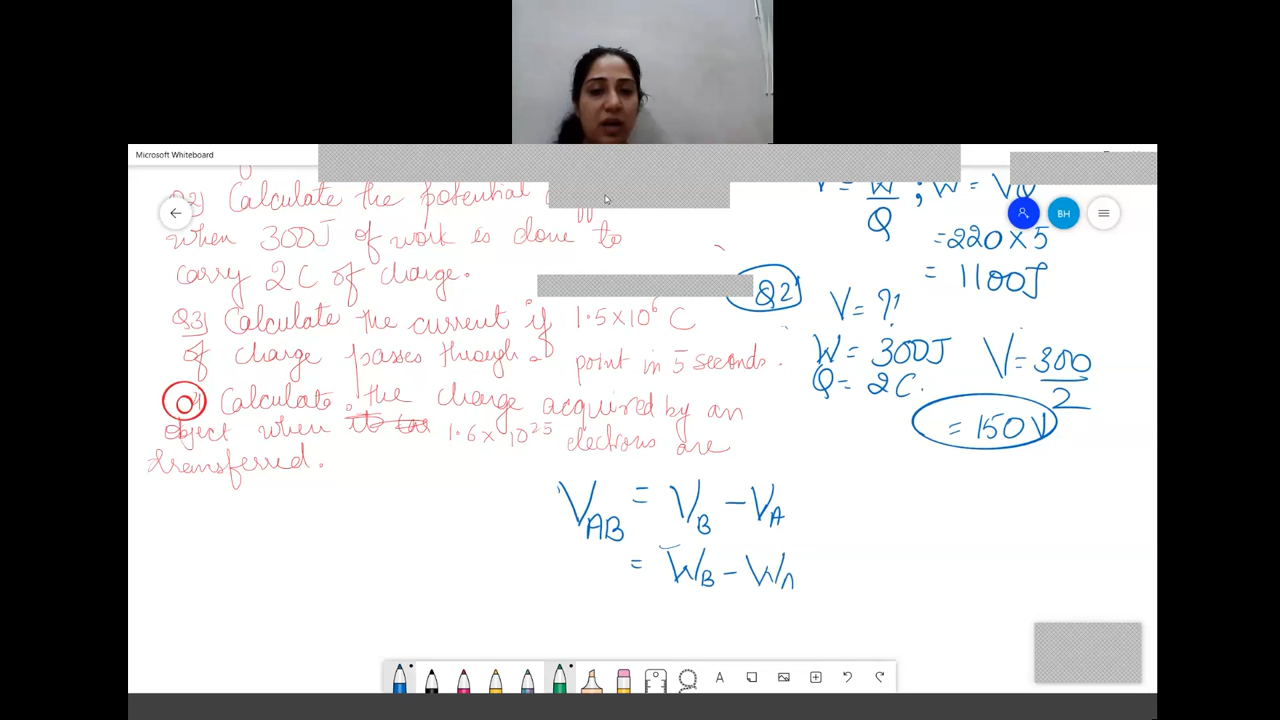 Microsoft Whiteboard
Q2) Calculate the potential
when 300J of work is done to
carry 2C of charge.
Q3) Calculate the current if 1.5×10⁶ C
of charge passes through a point in 5 seconds.
Calculate the charge acquired by an
object when 1.6×10²⁵ electrons are
transferred.
V = W/Q ; W = VQ
= 220 × 5
= 1100J
Q2
V = ?
W = 300J
Q = 2C.
V = 300/2
= 150V
V_AB = V_B - V_A
= W_B - W_A
BH
A